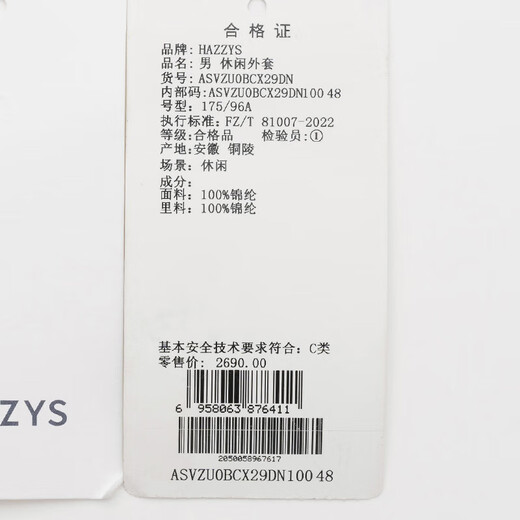 合格证
品牌: HAZZYS
品名: 男 休闲外套
货号: ASVZU0BCX29DN
内部码: ASVZU0BCX29DN100 48
号型: 175/96A
执行标准: FZ/T 81007-2022
等级: 合格品 检验员: ①
产地: 安徽 铜陵
场景: 休闲
成分:
面料: 100%锦纶
里料: 100%锦纶
基本安全技术要求符合: C类
零售价: 2690.00
6 958063 876411
2050058967617
ASVZU0BCX29DN100 48
ZZYS